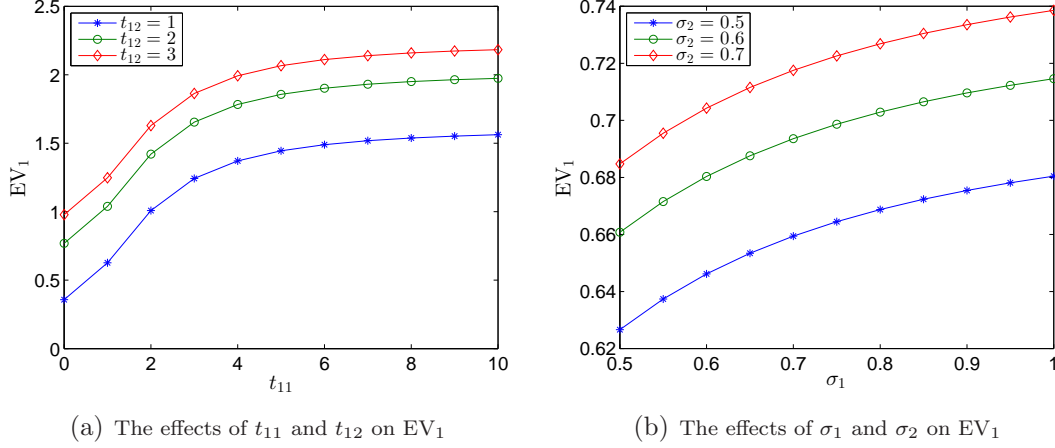 2.5
2
1.5
1
0.5
0
EV₁
t₁₂ = 1
t₁₂ = 2
t₁₂ = 3
0 2 4 6 8 10
t₁₁
(a) The effects of t₁₁ and t₁₂ on EV₁
0.74
0.72
0.7
0.68
0.66
0.64
0.62
EV₁
σ₂ = 0.5
σ₂ = 0.6
σ₂ = 0.7
0.5 0.6 0.7 0.8 0.9 1
σ₁
(b) The effects of σ₁ and σ₂ on EV₁